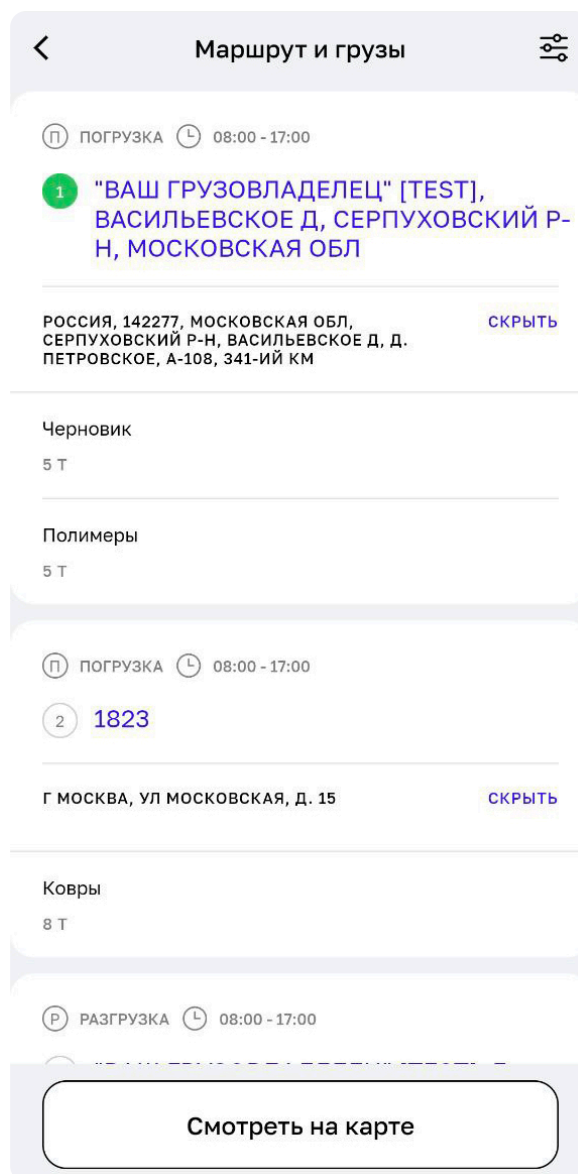 Маршрут и грузы
П ПОГРУЗКА 08:00 - 17:00
1 "ВАШ ГРУЗОВЛАДЕЛЕЦ" [TEST],
ВАСИЛЬЕВСКОЕ Д, СЕРПУХОВСКИЙ Р-
Н, МОСКОВСКАЯ ОБЛ
РОССИЯ, 142277, МОСКОВСКАЯ ОБЛ, СКРЫТЬ
СЕРПУХОВСКИЙ Р-Н, ВАСИЛЬЕВСКОЕ Д, Д.
ПЕТРОВСКОЕ, А-108, 341-ИЙ КМ
Черновик
5 Т
Полимеры
5 Т
П ПОГРУЗКА 08:00 - 17:00
2 1823
Г МОСКВА, УЛ МОСКОВСКАЯ, Д. 15 СКРЫТЬ
Ковры
8 Т
Р РАЗГРУЗКА 08:00 - 17:00
Смотреть на карте